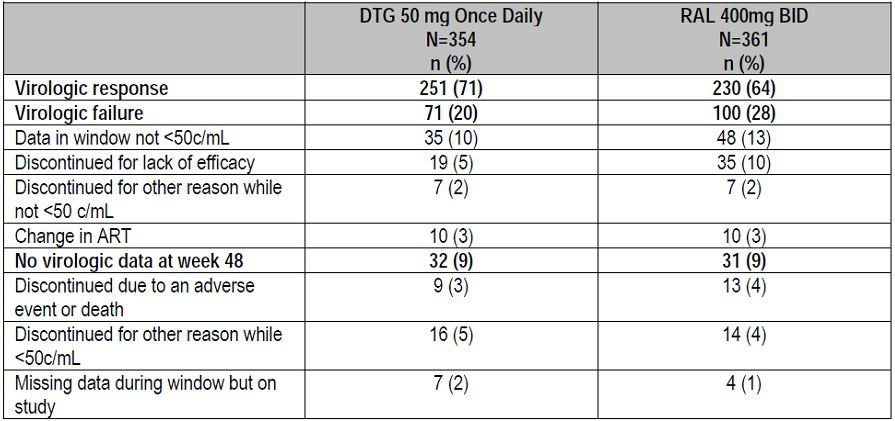 DTG 50 mg Once Daily RAL 400mg BID
N=354 N=361
n (%) n (%)
Virologic response 251 (71) 230 (64)
Virologic failure 71 (20) 100 (28)
Data in window not <50c/mL 35 (10) 48 (13)
Discontinued for lack of efficacy 19 (5) 35 (10)
Discontinued for other reason while 7 (2) 7 (2)
not <50 c/mL
Change in ART 10 (3) 10 (3)
No virologic data at week 48 32 (9) 31 (9)
Discontinued due to an adverse 9 (3) 13 (4)
event or death
Discontinued for other reason while 16 (5) 14 (4)
<50c/mL
Missing data during window but on 7 (2) 4 (1)
study